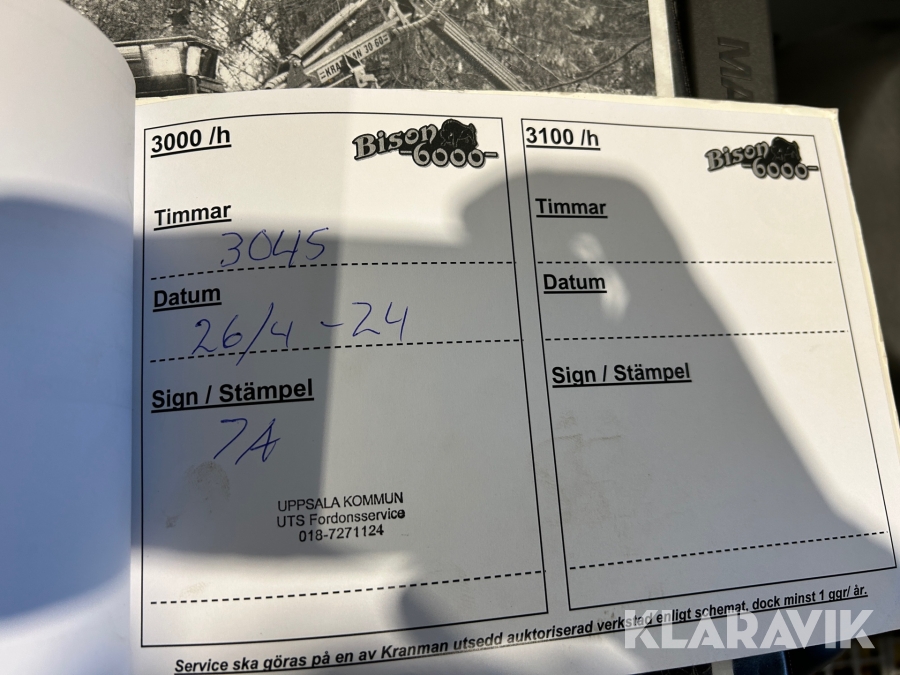 KRANMAN 30 60
3000 /h
Bison
6000
Timmar
3045
Datum
26/4 -24
Sign / Stämpel
7A
UPPSALA KOMMUN
UTS Fordonsservice
018-7271124
3100 /h
Bison
6000
Timmar
Datum
Sign / Stämpel
Service ska göras på en av Kranman utsedd auktoriserad verkstad enligt schemat, dock minst 1 ggr/ år.
KLARAVIK